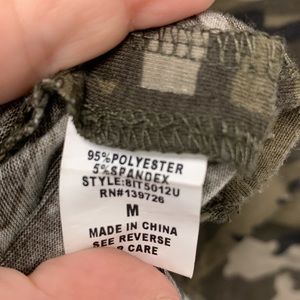 95%POLYESTER
5%SPANDEX
STYLE:BIT5012U
RN#139726
M
MADE IN CHINA
SEE REVERSE
CARE